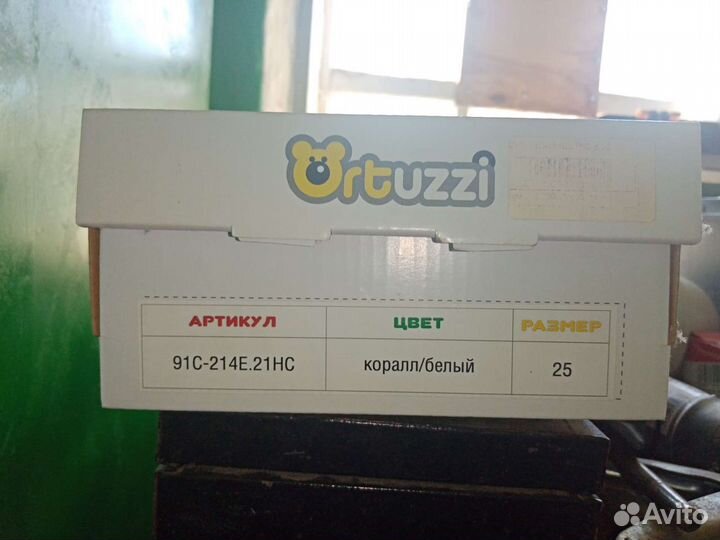 Ortuzzi
АРТИКУЛ ЦВЕТ РАЗМЕР
91С-214Е.21НС коралл/белый 25
Avito